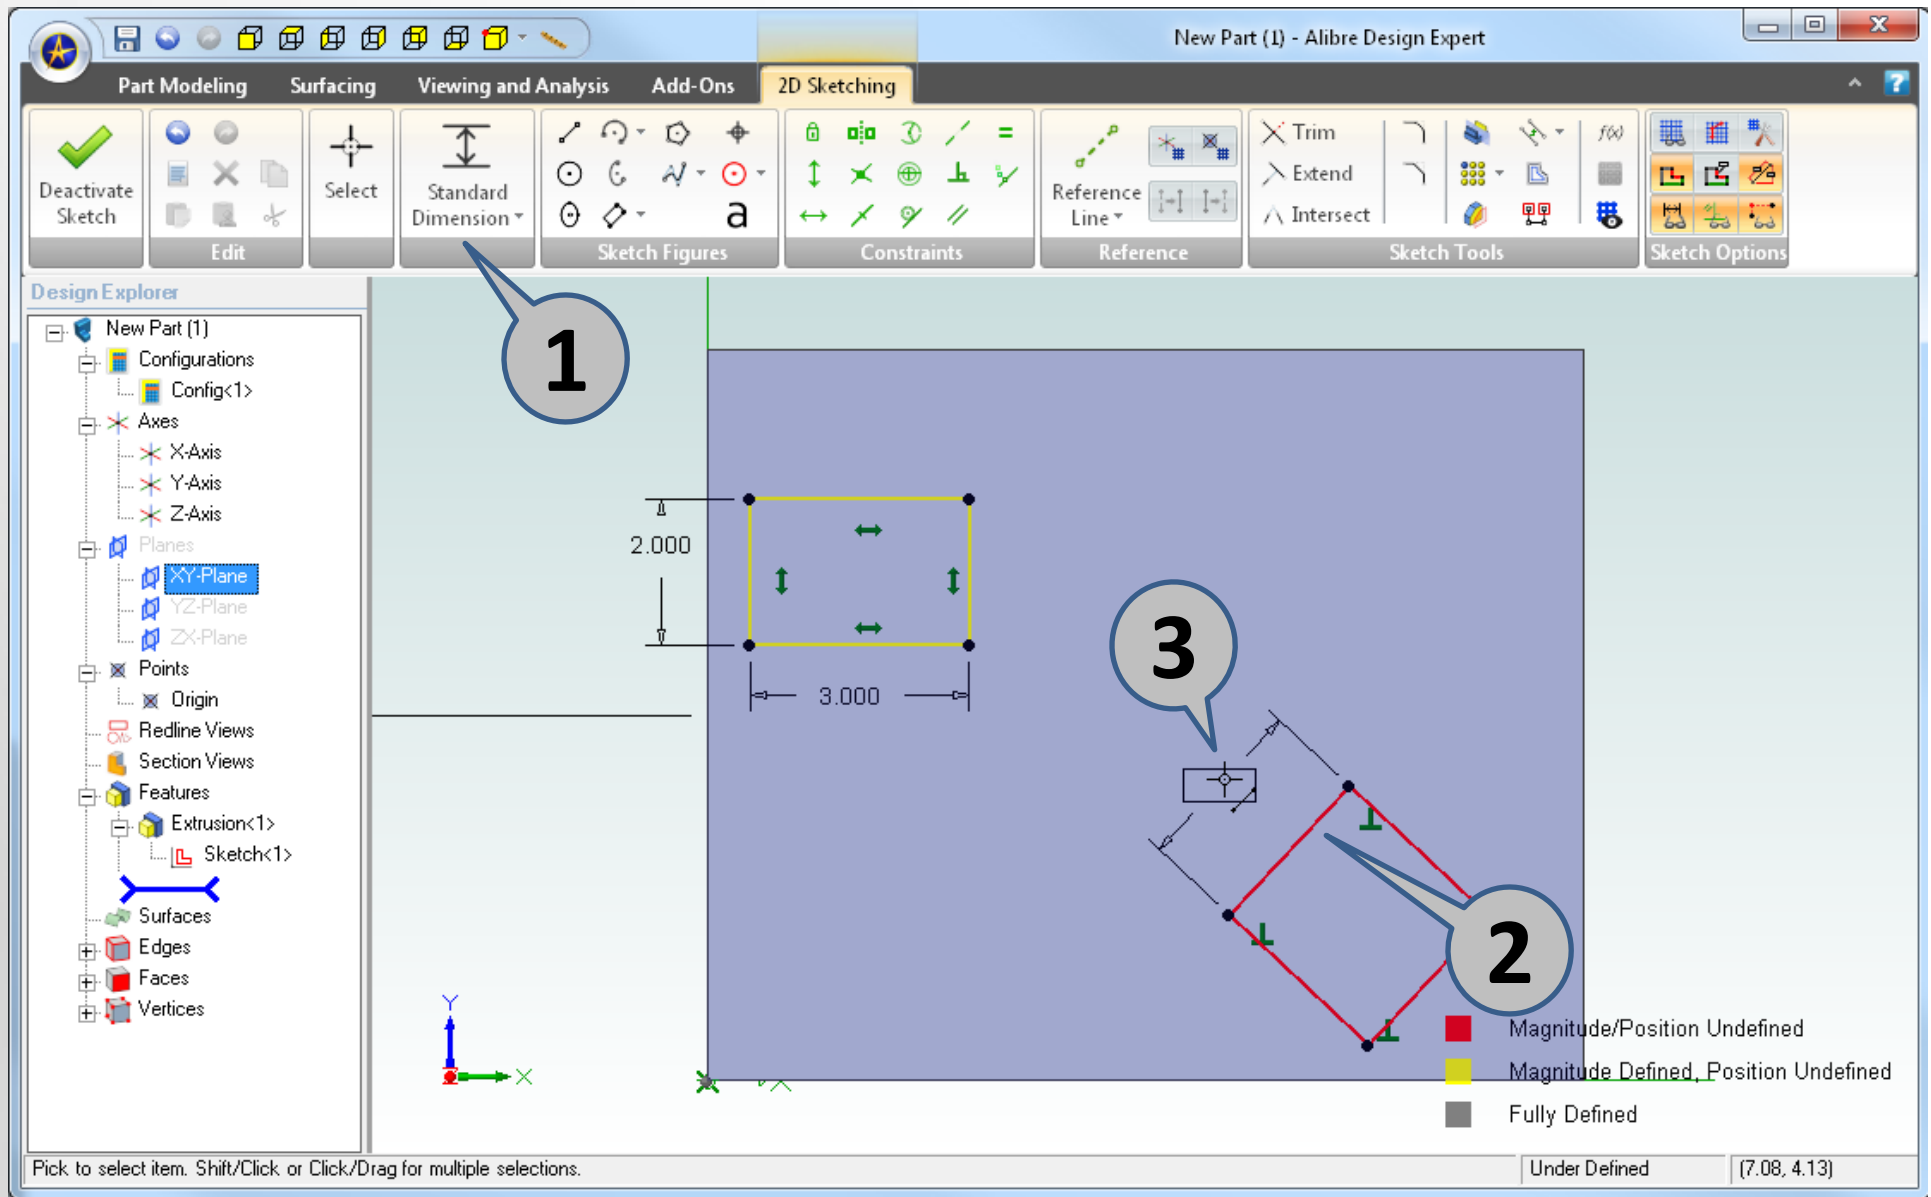 New Part (1) - Alibre Design Expert
Part Modeling Surfacing Viewing and Analysis Add-Ons 2D Sketching
Deactivate
Sketch
Edit
Select
Standard
Dimension
a
Sketch Figures
Constraints
Reference
Line
Reference
Trim
Extend
Intersect
f(x)
Sketch Tools
Sketch Options
Design Explorer
New Part (1)
Configurations
Config<1>
Axes
X-Axis
Y-Axis
Z-Axis
Planes
XY-Plane
YZ-Plane
ZX-Plane
Points
Origin
Redline Views
Section Views
Features
Extrusion<1>
Sketch<1>
Surfaces
Edges
Faces
Vertices
1
2.000
3.000
3
2
Y
X
X
Magnitude/Position Undefined
Magnitude Defined, Position Undefined
Fully Defined
Pick to select item. Shift/Click or Click/Drag for multiple selections.
Under Defined
(7.08, 4.13)